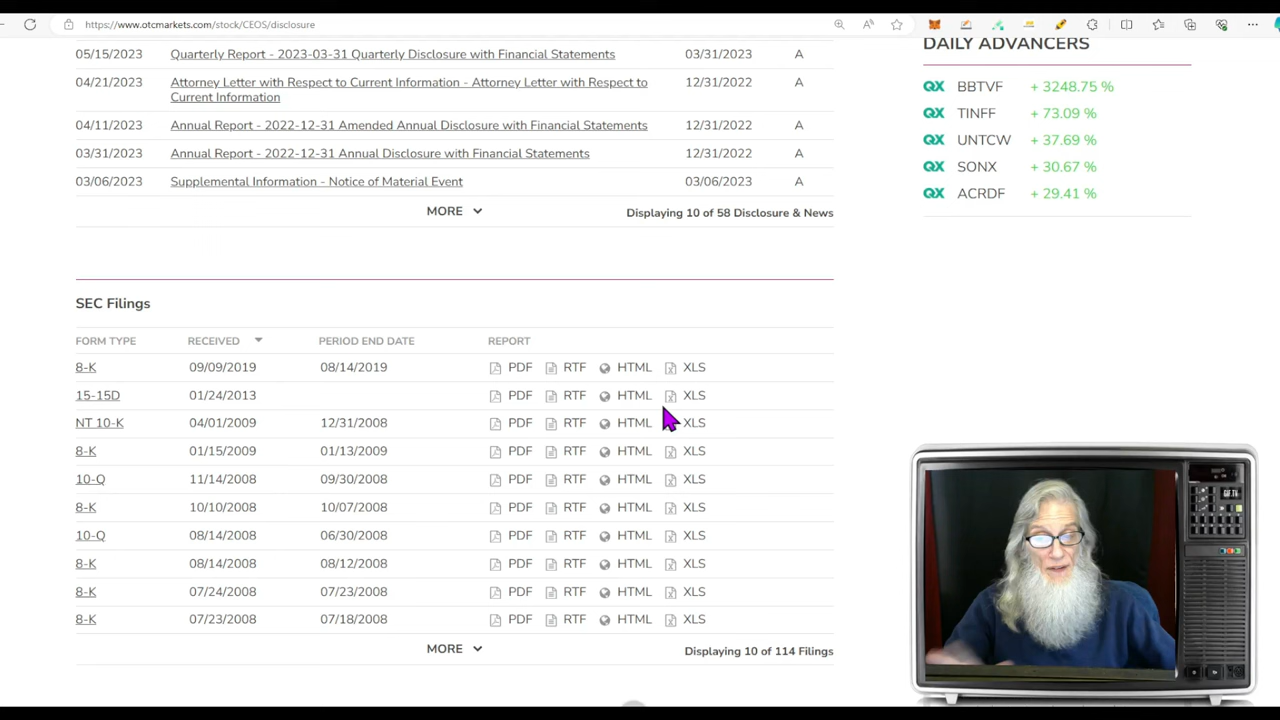 https://www.otcmarkets.com/stock/CEOS/disclosure
05/15/2023 Quarterly Report - 2023-03-31 Quarterly Disclosure with Financial Statements 03/31/2023 A
04/21/2023 Attorney Letter with Respect to Current Information - Attorney Letter with Respect to 12/31/2022 A
Current Information
04/11/2023 Annual Report - 2022-12-31 Amended Annual Disclosure with Financial Statements 12/31/2022 A
03/31/2023 Annual Report - 2022-12-31 Annual Disclosure with Financial Statements 12/31/2022 A
03/06/2023 Supplemental Information - Notice of Material Event 03/06/2023 A
MORE Displaying 10 of 58 Disclosure & News
SEC Filings
FORM TYPE RECEIVED PERIOD END DATE REPORT
8-K 09/09/2019 08/14/2019 PDF RTF HTML XLS
15-15D 01/24/2013 PDF RTF HTML XLS
NT 10-K 04/01/2009 12/31/2008 PDF RTF HTML XLS
8-K 01/15/2009 01/13/2009 PDF RTF HTML XLS
10-Q 11/14/2008 09/30/2008 PDF RTF HTML XLS
8-K 10/10/2008 10/07/2008 PDF RTF HTML XLS
10-Q 08/14/2008 06/30/2008 PDF RTF HTML XLS
8-K 08/14/2008 08/12/2008 PDF RTF HTML XLS
8-K 07/24/2008 07/23/2008 PDF RTF HTML XLS
8-K 07/23/2008 07/18/2008 PDF RTF HTML XLS
MORE Displaying 10 of 114 Filings
DAILY ADVANCERS
QX BBTVF + 3248.75 %
QX TINFF + 73.09 %
QX UNTCW + 37.69 %
QX SONX + 30.67 %
QX ACRDF + 29.41 %